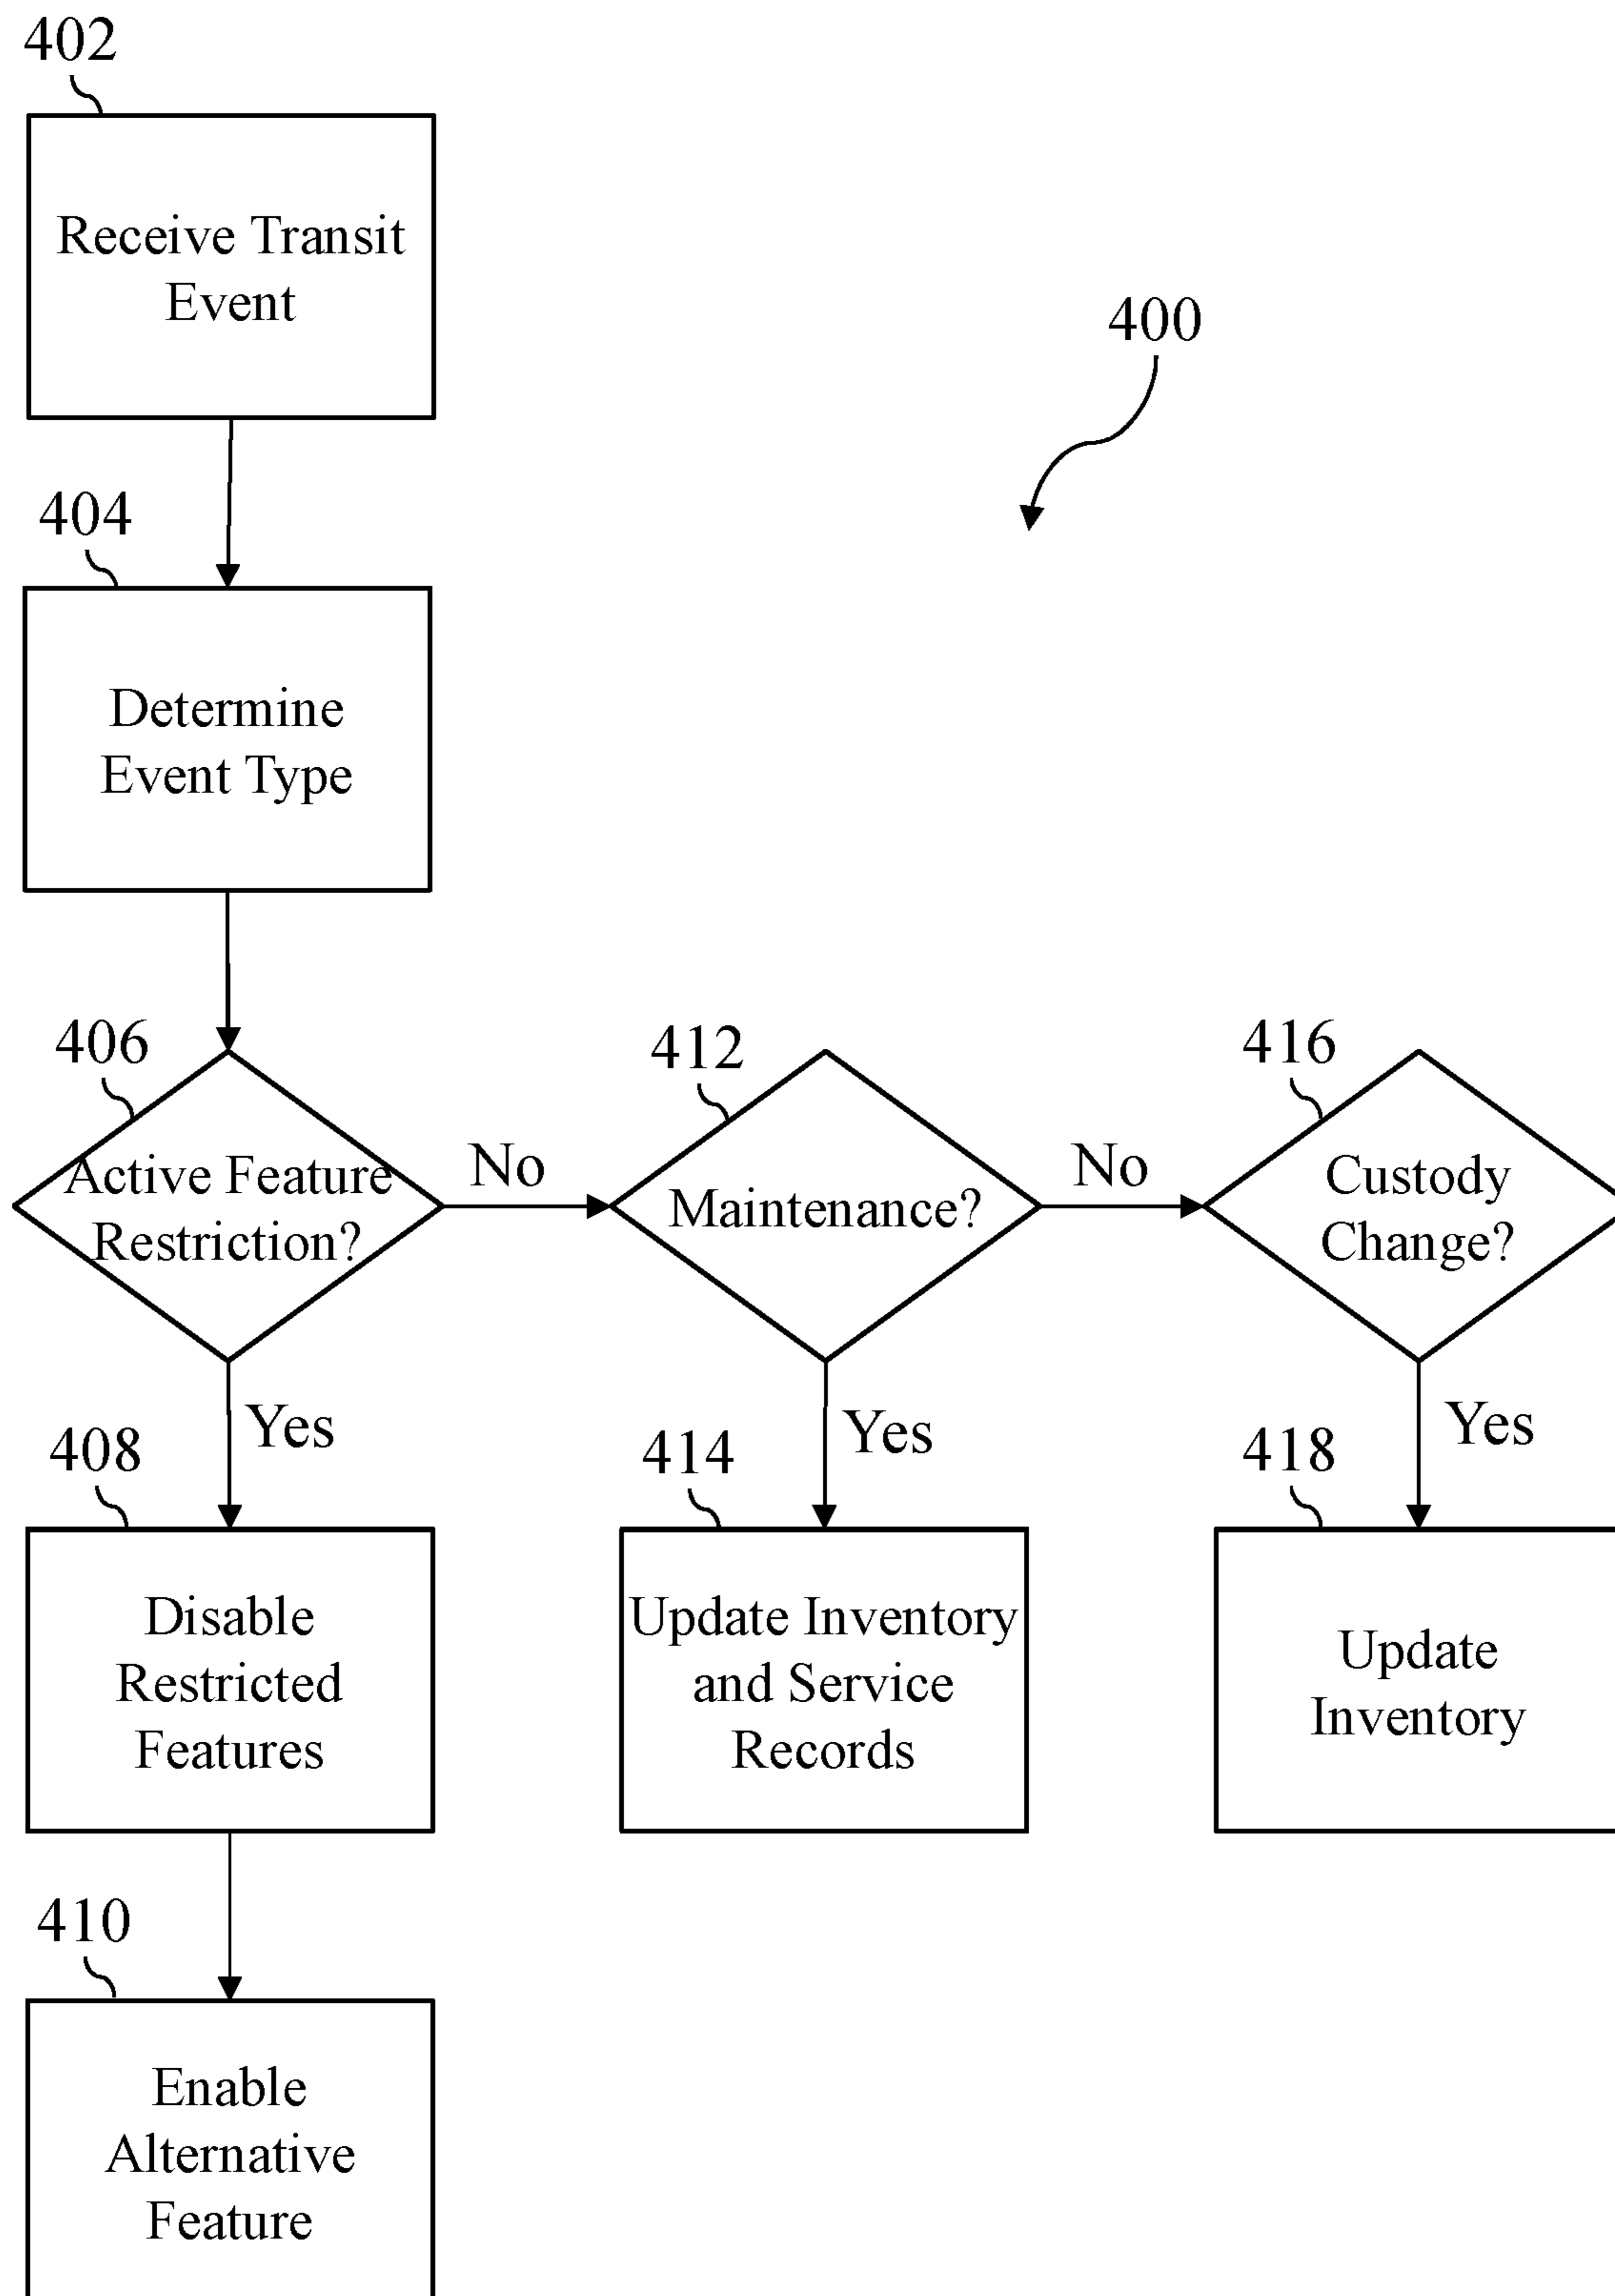 402
Receive Transit
Event
400
404
Determine
Event Type
406
Active Feature
Restriction?
No
412
Maintenance?
No
416
Custody
Change?
Yes
Yes
Yes
408
Disable
Restricted
Features
414
Update Inventory
and Service
Records
418
Update
Inventory
410
Enable
Alternative
Feature